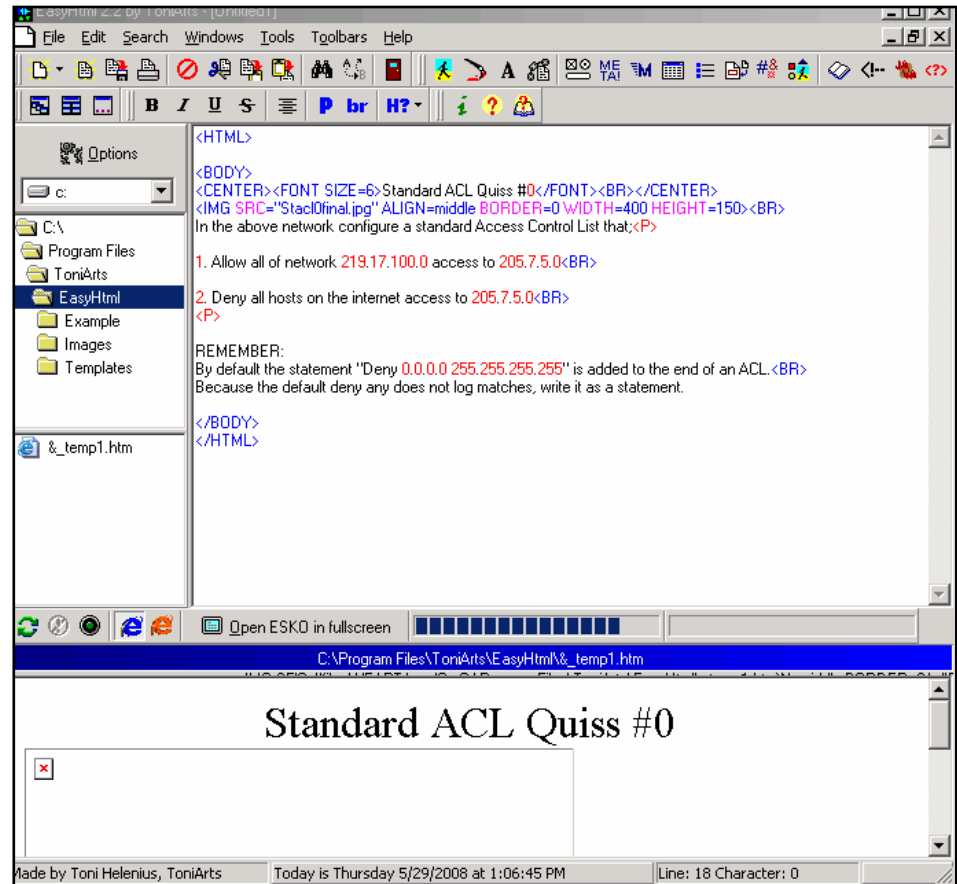 EasyHtml 2.2 by ToniArts - [Untitled1]
File Edit Search Windows Tools Toolbars Help
A ME TA! M #&
B I U S P br H? i ?
Options
c:
C:\
Program Files
ToniArts
EasyHtml
Example
Images
Templates
&_temp1.htm
<HTML>
<BODY>
<CENTER><FONT SIZE=6>Standard ACL Quiss #0</FONT><BR></CENTER>
<IMG SRC="Stacl0final.jpg" ALIGN=middle BORDER=0 WIDTH=400 HEIGHT=150><BR>
In the above network configure a standard Access Control List that;<P>
1. Allow all of network 219.17.100.0 access to 205.7.5.0<BR>
2. Deny all hosts on the internet access to 205.7.5.0<BR>
<P>
REMEMBER:
By default the statement "Deny 0.0.0.0 255.255.255.255" is added to the end of an ACL.<BR>
Because the default deny any does not log matches, write it as a statement.
</BODY>
</HTML>
Open ESKO in fullscreen
C:\Program Files\ToniArts\EasyHtml\&_temp1.htm
Standard ACL Quiss #0
Made by Toni Helenius, ToniArts Today is Thursday 5/29/2008 at 1:06:45 PM Line: 18 Character: 0